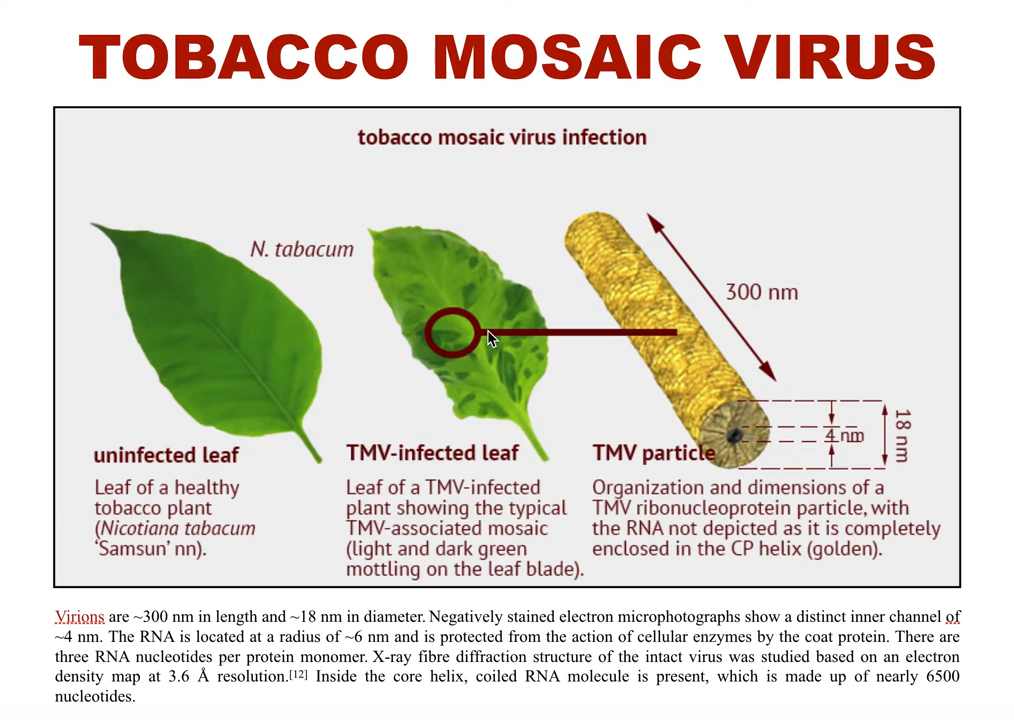 TOBACCO MOSAIC VIRUS
tobacco mosaic virus infection
N. tabacum
300 nm
4 nm
18 nm
uninfected leaf
Leaf of a healthy
tobacco plant
(Nicotiana tabacum
‘Samsun’ nn).
TMV-infected leaf
Leaf of a TMV-infected
plant showing the typical
TMV-associated mosaic
(light and dark green
mottling on the leaf blade).
TMV particle
Organization and dimensions of a
TMV ribonucleoprotein particle, with
the RNA not depicted as it is completely
enclosed in the CP helix (golden).
Virions are ~300 nm in length and ~18 nm in diameter. Negatively stained electron microphotographs show a distinct inner channel of
~4 nm. The RNA is located at a radius of ~6 nm and is protected from the action of cellular enzymes by the coat protein. There are
three RNA nucleotides per protein monomer. X-ray fibre diffraction structure of the intact virus was studied based on an electron
density map at 3.6 Å resolution.[12] Inside the core helix, coiled RNA molecule is present, which is made up of nearly 6500
nucleotides.